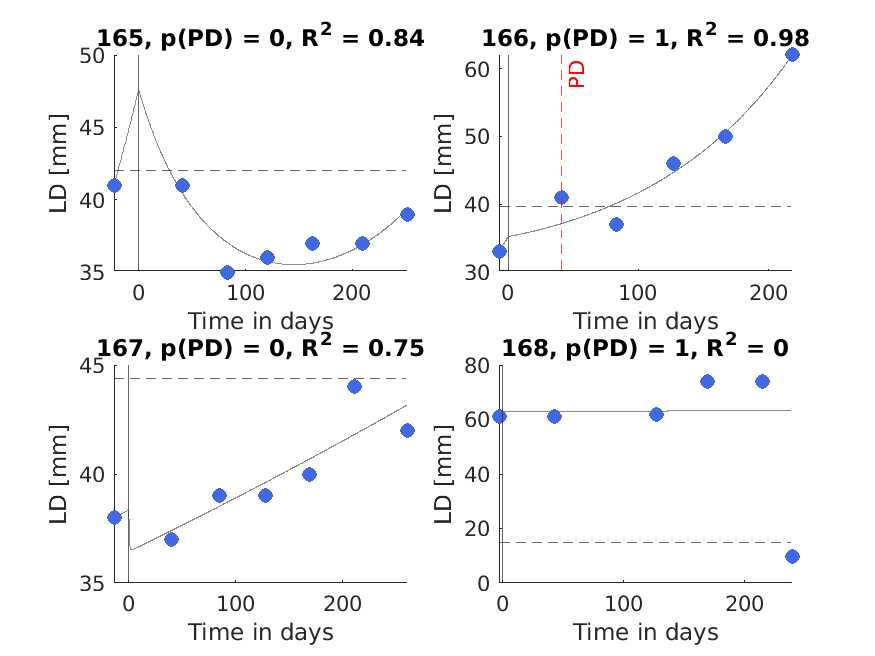 165, p(PD) = 0, R² = 0.84
50
45
40
35
LD [mm]
0
100
200
Time in days
166, p(PD) = 1, R² = 0.98
60
50
40
30
LD [mm]
PD
0
100
200
Time in days
167, p(PD) = 0, R² = 0.75
45
40
35
LD [mm]
0
100
200
Time in days
168, p(PD) = 1, R² = 0
80
60
40
20
0
LD [mm]
0
100
200
Time in days